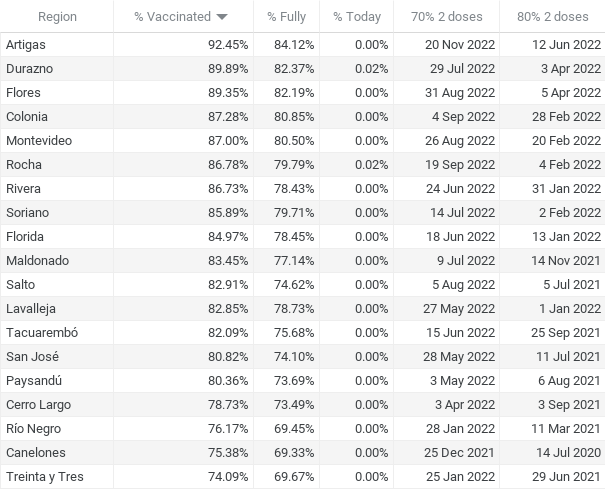 Region % Vaccinated % Fully % Today 70% 2 doses 80% 2 doses
Artigas 92.45% 84.12% 0.00% 20 Nov 2022 12 Jun 2022
Durazno 89.89% 82.37% 0.02% 29 Jul 2022 3 Apr 2022
Flores 89.35% 82.19% 0.00% 31 Aug 2022 5 Apr 2022
Colonia 87.28% 80.85% 0.00% 4 Sep 2022 28 Feb 2022
Montevideo 87.00% 80.50% 0.00% 26 Aug 2022 20 Feb 2022
Rocha 86.78% 79.79% 0.02% 19 Sep 2022 4 Feb 2022
Rivera 86.73% 78.43% 0.00% 24 Jun 2022 31 Jan 2022
Soriano 85.89% 79.71% 0.00% 14 Jul 2022 2 Feb 2022
Florida 84.97% 78.45% 0.00% 18 Jun 2022 13 Jan 2022
Maldonado 83.45% 77.14% 0.00% 9 Jul 2022 14 Nov 2021
Salto 82.91% 74.62% 0.00% 5 Aug 2022 5 Jul 2021
Lavalleja 82.85% 78.73% 0.00% 27 May 2022 1 Jan 2022
Tacuarembó 82.09% 75.68% 0.00% 15 Jun 2022 25 Sep 2021
San José 80.82% 74.10% 0.00% 28 May 2022 11 Jul 2021
Paysandú 80.36% 73.69% 0.00% 3 May 2022 6 Aug 2021
Cerro Largo 78.73% 73.49% 0.00% 3 Apr 2022 3 Sep 2021
Río Negro 76.17% 69.45% 0.00% 28 Jan 2022 11 Mar 2021
Canelones 75.38% 69.33% 0.00% 25 Dec 2021 14 Jul 2020
Treinta y Tres 74.09% 69.67% 0.00% 25 Jan 2022 29 Jun 2021